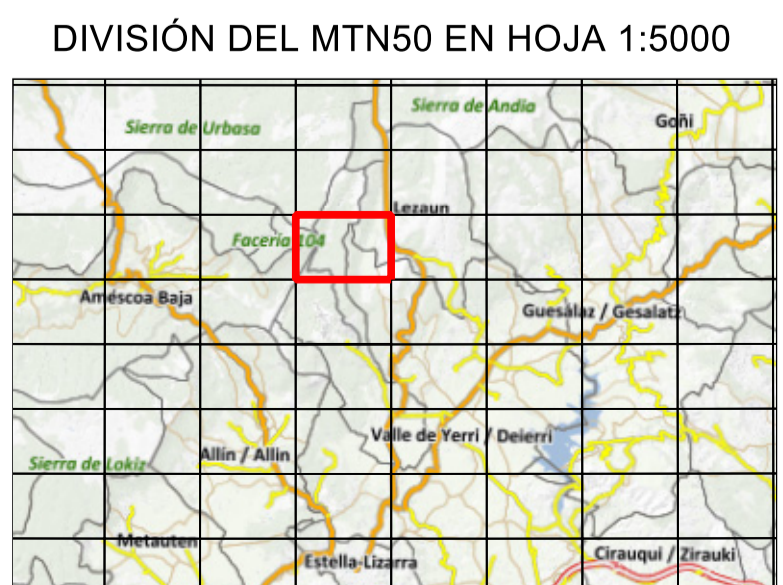 DIVISIÓN DEL MTN50 EN HOJA 1:5000
Sierra de Andia
Goñi
Sierra de Urbasa
Lezaun
Facería 104
Améscoa Baja
Guesálaz / Gesalatz
Valle de Yerri / Deierri
Allín / Allin
Sierra de Lokiz
Metauten
Cirauqui / Zirauki
Estella-Lizarra